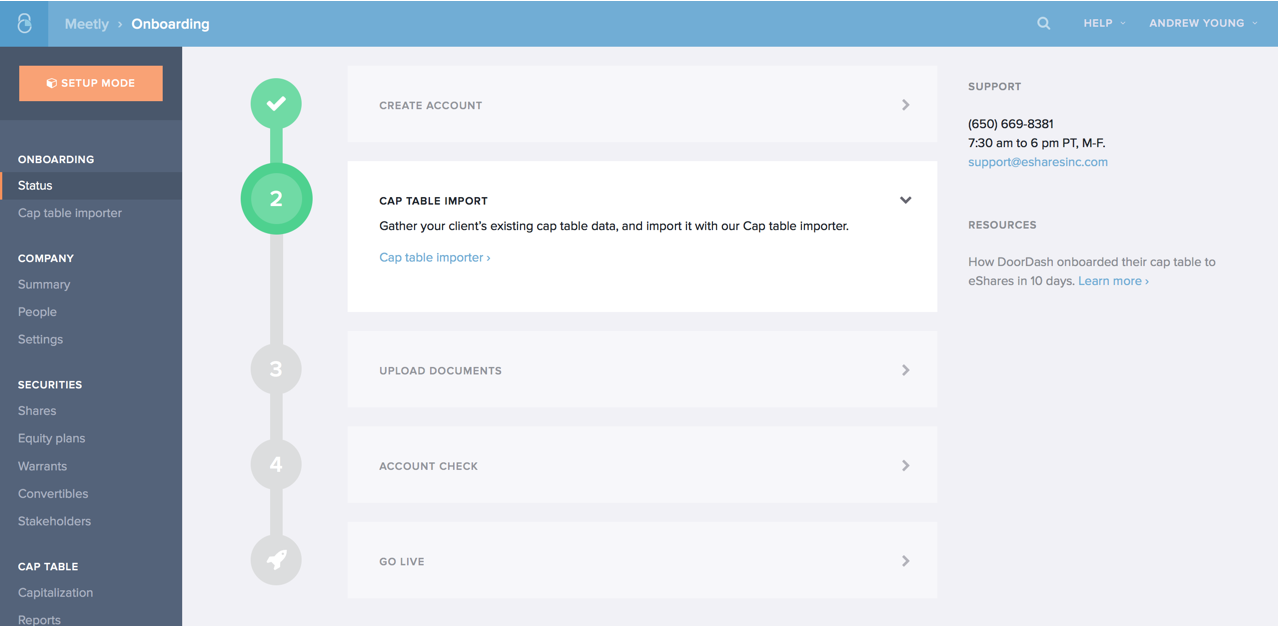 Meetly › Onboarding
HELP
ANDREW YOUNG
SETUP MODE
ONBOARDING
Status
Cap table importer
COMPANY
Summary
People
Settings
SECURITIES
Shares
Equity plans
Warrants
Convertibles
Stakeholders
CAP TABLE
Capitalization
Reports
CREATE ACCOUNT
2
CAP TABLE IMPORT
Gather your client's existing cap table data, and import it with our Cap table importer.
Cap table importer ›
3
UPLOAD DOCUMENTS
4
ACCOUNT CHECK
GO LIVE
SUPPORT
(650) 669-8381
7:30 am to 6 pm PT, M-F.
support@esharesinc.com
RESOURCES
How DoorDash onboarded their cap table to
eShares in 10 days. Learn more ›